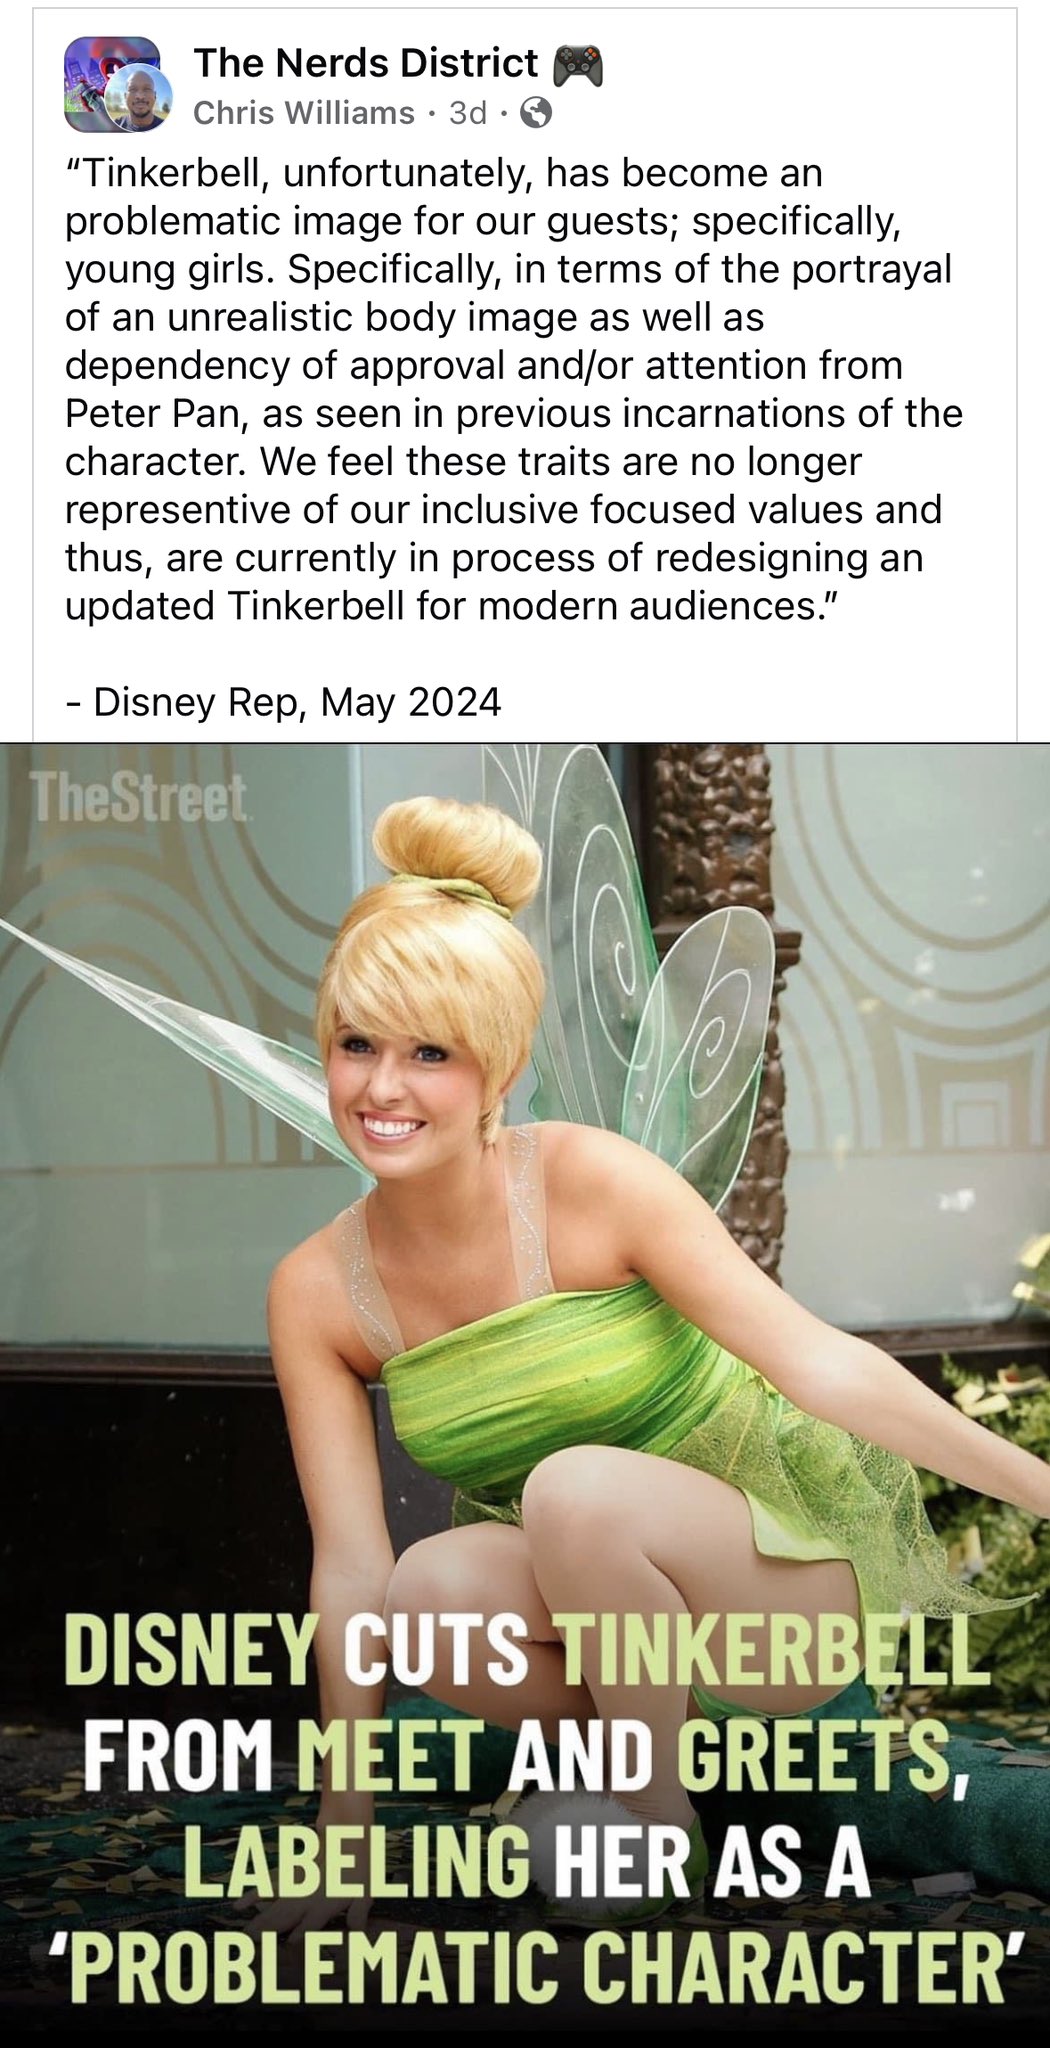 The Nerds District 🎮
Chris Williams · 3d ·
“Tinkerbell, unfortunately, has become an
problematic image for our guests; specifically,
young girls. Specifically, in terms of the portrayal
of an unrealistic body image as well as
dependency of approval and/or attention from
Peter Pan, as seen in previous incarnations of the
character. We feel these traits are no longer
representive of our inclusive focused values and
thus, are currently in process of redesigning an
updated Tinkerbell for modern audiences.”
- Disney Rep, May 2024
TheStreet
DISNEY CUTS TINKERBELL
FROM MEET AND GREETS,
LABELING HER AS A
‘PROBLEMATIC CHARACTER’